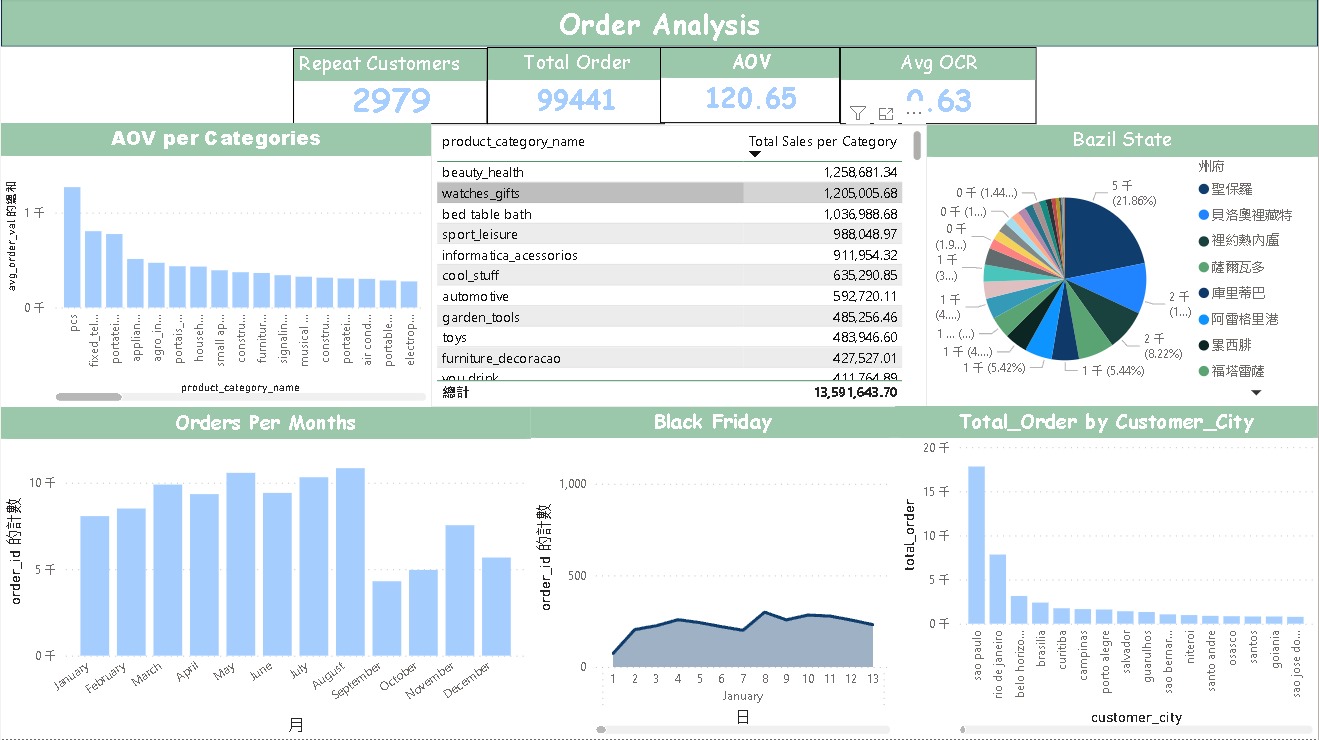 Order Analysis
Repeat Customers
2979
Total Order
99441
AOV
120.65
Avg OCR
0.63
AOV per Categories
avg_order_val 的總和
1 千
0 千
pcs
fixed_tel...
portatei...
applian...
agro_in...
portatis_...
househ...
small ap...
constru...
furnitur...
signalin...
musical ...
constru...
portatei...
air cond...
portable...
electrop...
product_category_name
product_category_name Total Sales per Category
beauty_health 1,258,681.34
watches_gifts 1,205,005.68
bed table bath 1,036,988.68
sport_leisure 988,048.97
informatica_acessorios 911,954.32
cool_stuff 635,290.85
automotive 592,720.11
garden_tools 485,256.46
toys 483,946.60
furniture_decoracao 427,527.01
you drink 411,764.89
總計 13,591,643.70
Bazil State
5 千
(21.86%)
2 千
(1...)
2 千
(8.22%)
1 千 (5.44%)
1 千 (5.42%)
1 千 (4....)
1 ... (...)
1 千
(4....)
1 千
(3...)
0 千
(1.9...)
0 千 (1...)
0 千 (1.44...)
州府
聖保羅
貝洛奧裡藏特
裡約熱內盧
薩爾瓦多
庫里蒂巴
阿雷格里港
累西腓
福塔雷薩
Orders Per Months
order_id 的計數
10 千
5 千
0 千
January
February
March
April
May
June
July
August
September
October
November
December
月
Black Friday
order_id 的計數
1,000
500
0
1 2 3 4 5 6 7 8 9 10 11 12 13
January
日
Total_Order by Customer_City
total_order
20 千
15 千
10 千
5 千
0 千
sao paulo
rio de janeiro
belo horizo...
brasilia
curitiba
campinas
porto alegre
salvador
guarulhos
sao bernar...
niteroi
santo andre
osasco
santos
goiania
sao jose do...
customer_city